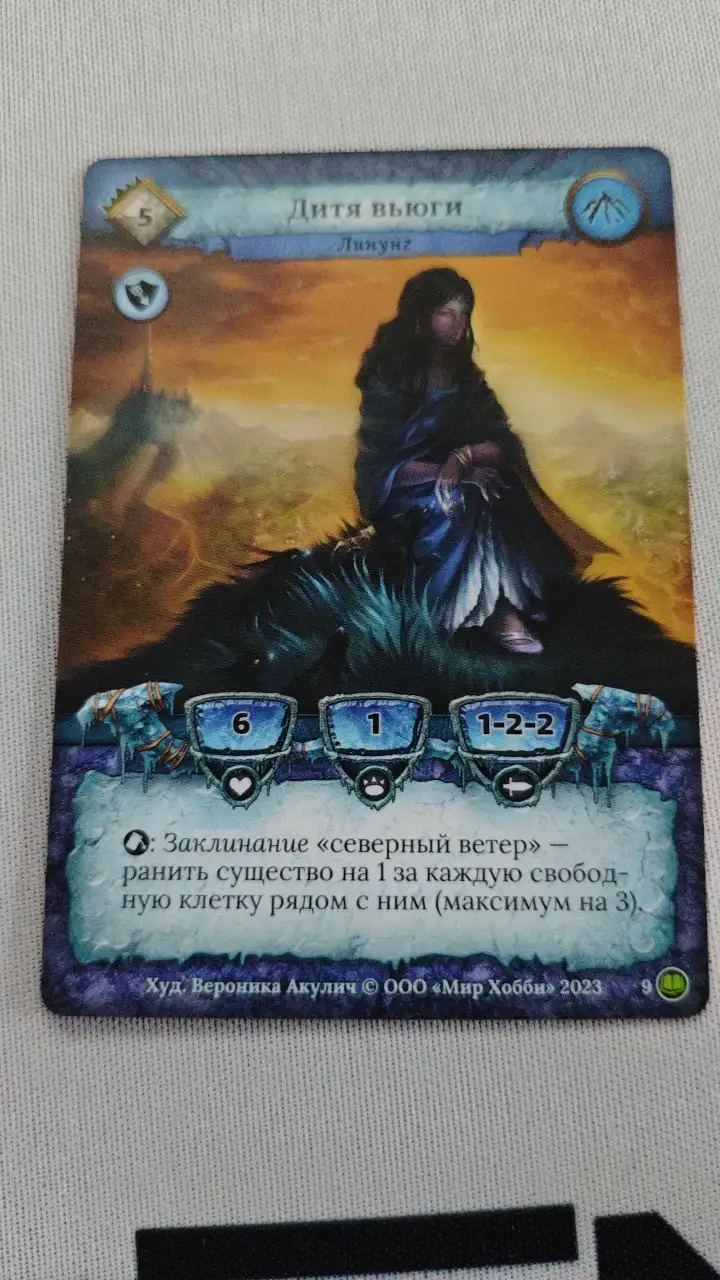 5
Дитя вьюги
Линунг
6
1
1-2-2
: Заклинание «северный ветер» —
ранить существо на 1 за каждую свобод-
ную клетку рядом с ним (максимум на 3).
Худ. Вероника Акулич © ООО «Мир Хобби» 2023 9